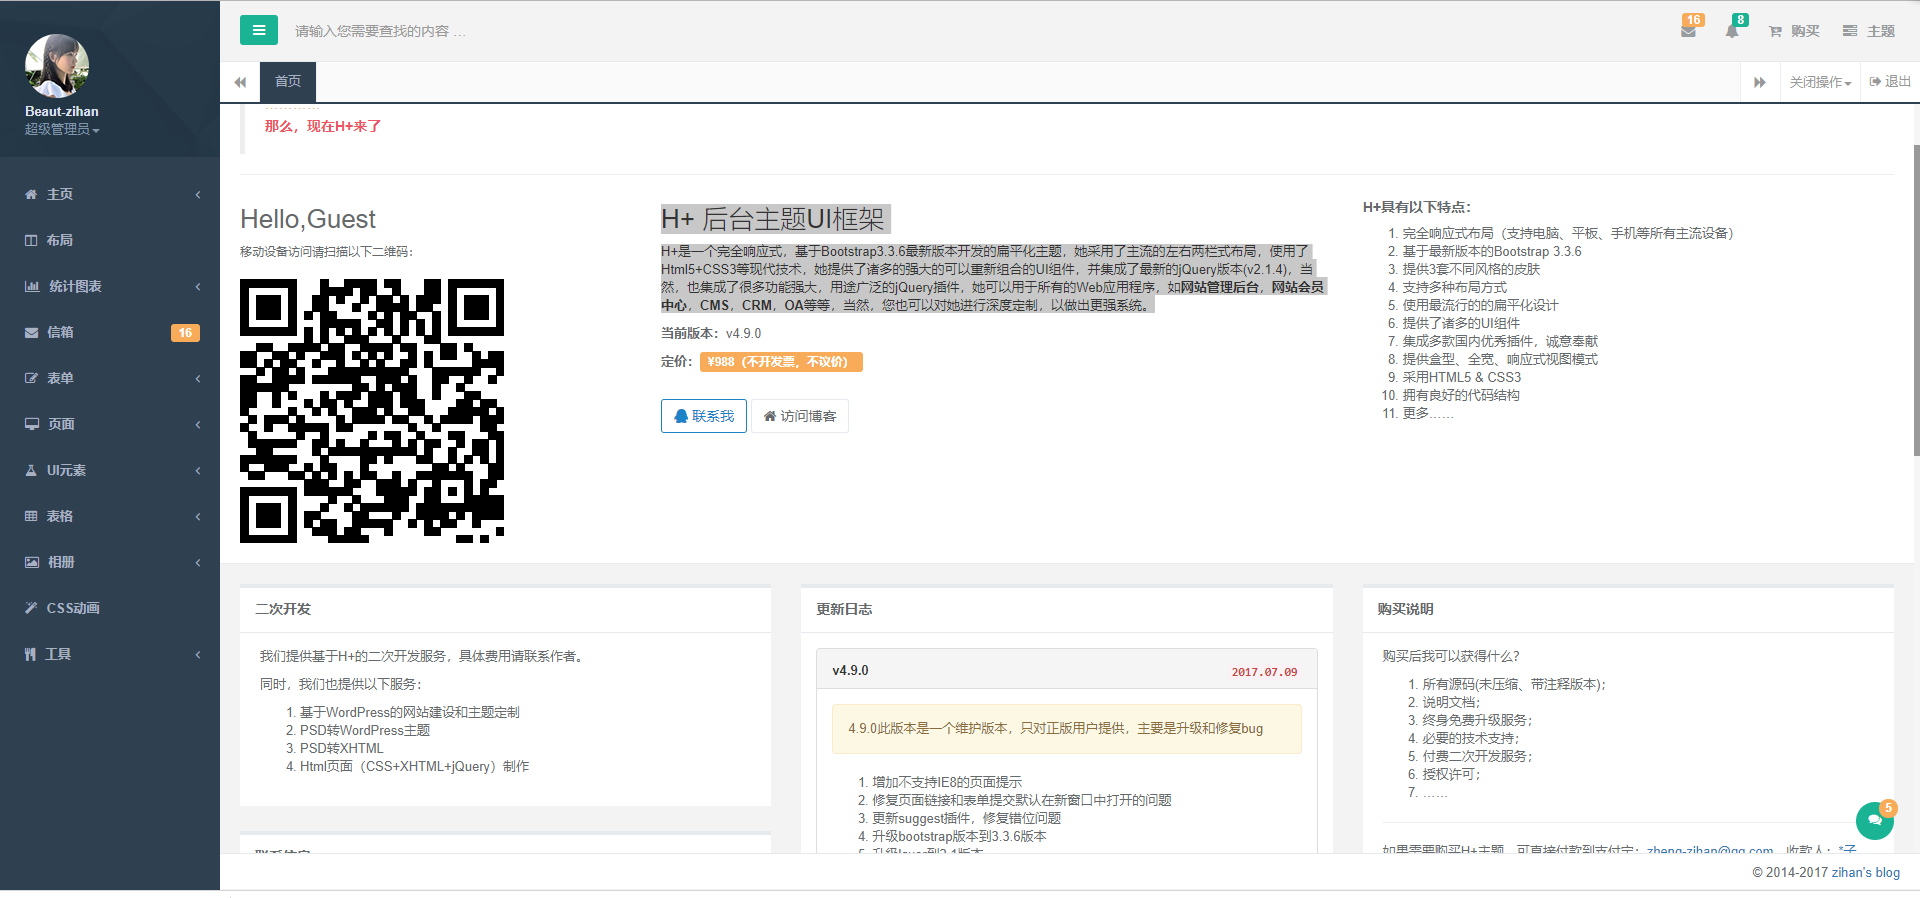 Beaut-zihan
超级管理员
主页
布局
统计图表
信箱 16
表单
页面
UI元素
表格
相册
CSS动画
工具
请输入您需要查找的内容 …
16
8
购买
主题
首页
关闭操作
退出
那么，现在H+来了
Hello,Guest
移动设备访问请扫描以下二维码：
H+ 后台主题UI框架
H+是一个完全响应式，基于Bootstrap3.3.6最新版本开发的扁平化主题，她采用了主流的左右两栏式布局，使用了
Html5+CSS3等现代技术，她提供了诸多的强大的可以重新组合的UI组件，并集成了最新的jQuery版本(v2.1.4)，当
然，也集成了很多功能强大，用途广泛的jQuery插件，她可以用于所有的Web应用程序，如网站管理后台，网站会员
中心，CMS，CRM，OA等等，当然，您也可以对她进行深度定制，以做出更强系统。
当前版本：v4.9.0
定价： ¥988（不开发票，不议价）
联系我
访问博客
H+具有以下特点：
1. 完全响应式布局（支持电脑、平板、手机等所有主流设备）
2. 基于最新版本的Bootstrap 3.3.6
3. 提供3套不同风格的皮肤
4. 支持多种布局方式
5. 使用最流行的的扁平化设计
6. 提供了诸多的UI组件
7. 集成多款国内优秀插件，诚意奉献
8. 提供盒型、全宽、响应式视图模式
9. 采用HTML5 & CSS3
10. 拥有良好的代码结构
11. 更多……
二次开发
我们提供基于H+的二次开发服务，具体费用请联系作者。
同时，我们也提供以下服务：
1. 基于WordPress的网站建设和主题定制
2. PSD转WordPress主题
3. PSD转XHTML
4. Html页面（CSS+XHTML+jQuery）制作
更新日志
v4.9.0
2017.07.09
4.9.0此版本是一个维护版本，只对正版用户提供，主要是升级和修复bug
1. 增加不支持IE8的页面提示
2. 修复页面链接和表单提交默认在新窗口中打开的问题
3. 更新suggest插件，修复错位问题
4. 升级bootstrap版本到3.3.6版本
购买说明
购买后我可以获得什么?
1. 所有源码(未压缩、带注释版本)；
2. 说明文档；
3. 终身免费升级服务；
4. 必要的技术支持；
5. 付费二次开发服务；
6. 授权许可；
7. ……
5
如果需要购买H+主题，可直接付款到支付宝：zheng-zihan@qq.com，收款人：*子
© 2014-2017 zihan's blog